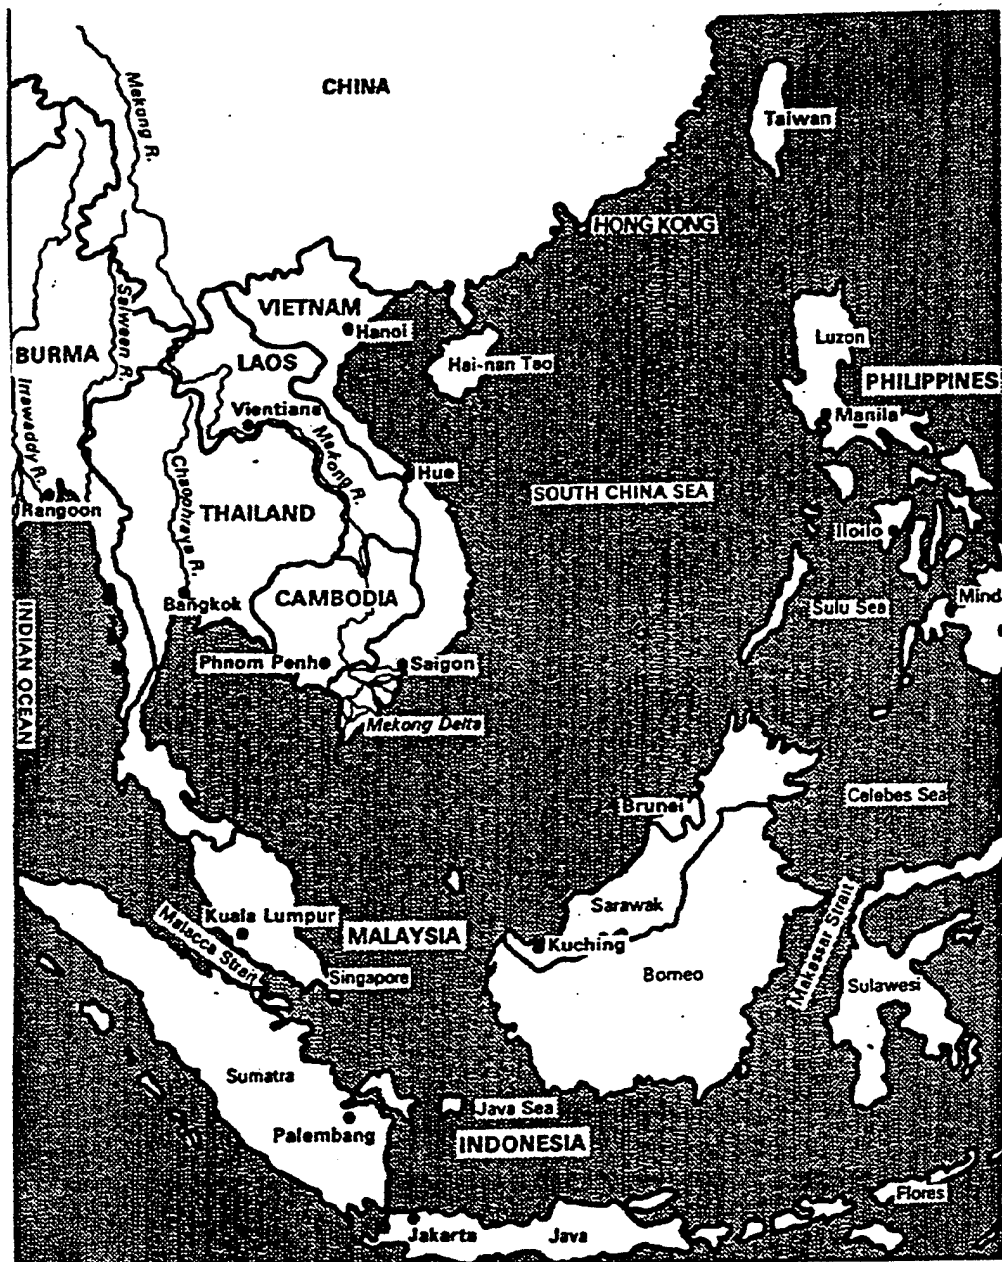 CHINA
Mekong R.
Taiwan
HONG KONG
VIETNAM
Hanoi
Salween R.
BURMA
LAOS
Hai-nan Tao
Luzon
PHILIPPINES
Irawaddy R.
Vientiane
Manila
Mekong R.
Hue
Chaophraya R.
Rangoon
THAILAND
SOUTH CHINA SEA
Iloilo
Bangkok
CAMBODIA
Sulu Sea
Mind
INDIAN OCEAN
Phnom Penh
Saigon
Mekong Delta
Brunei
Celebes Sea
Kuala Lumpur
MALAYSIA
Sarawak
Kuching
Malacca Strait
Singapore
Borneo
Makassar Strait
Sulawesi
Sumatra
Java Sea
Palembang
INDONESIA
Flores
Jakarta
Java